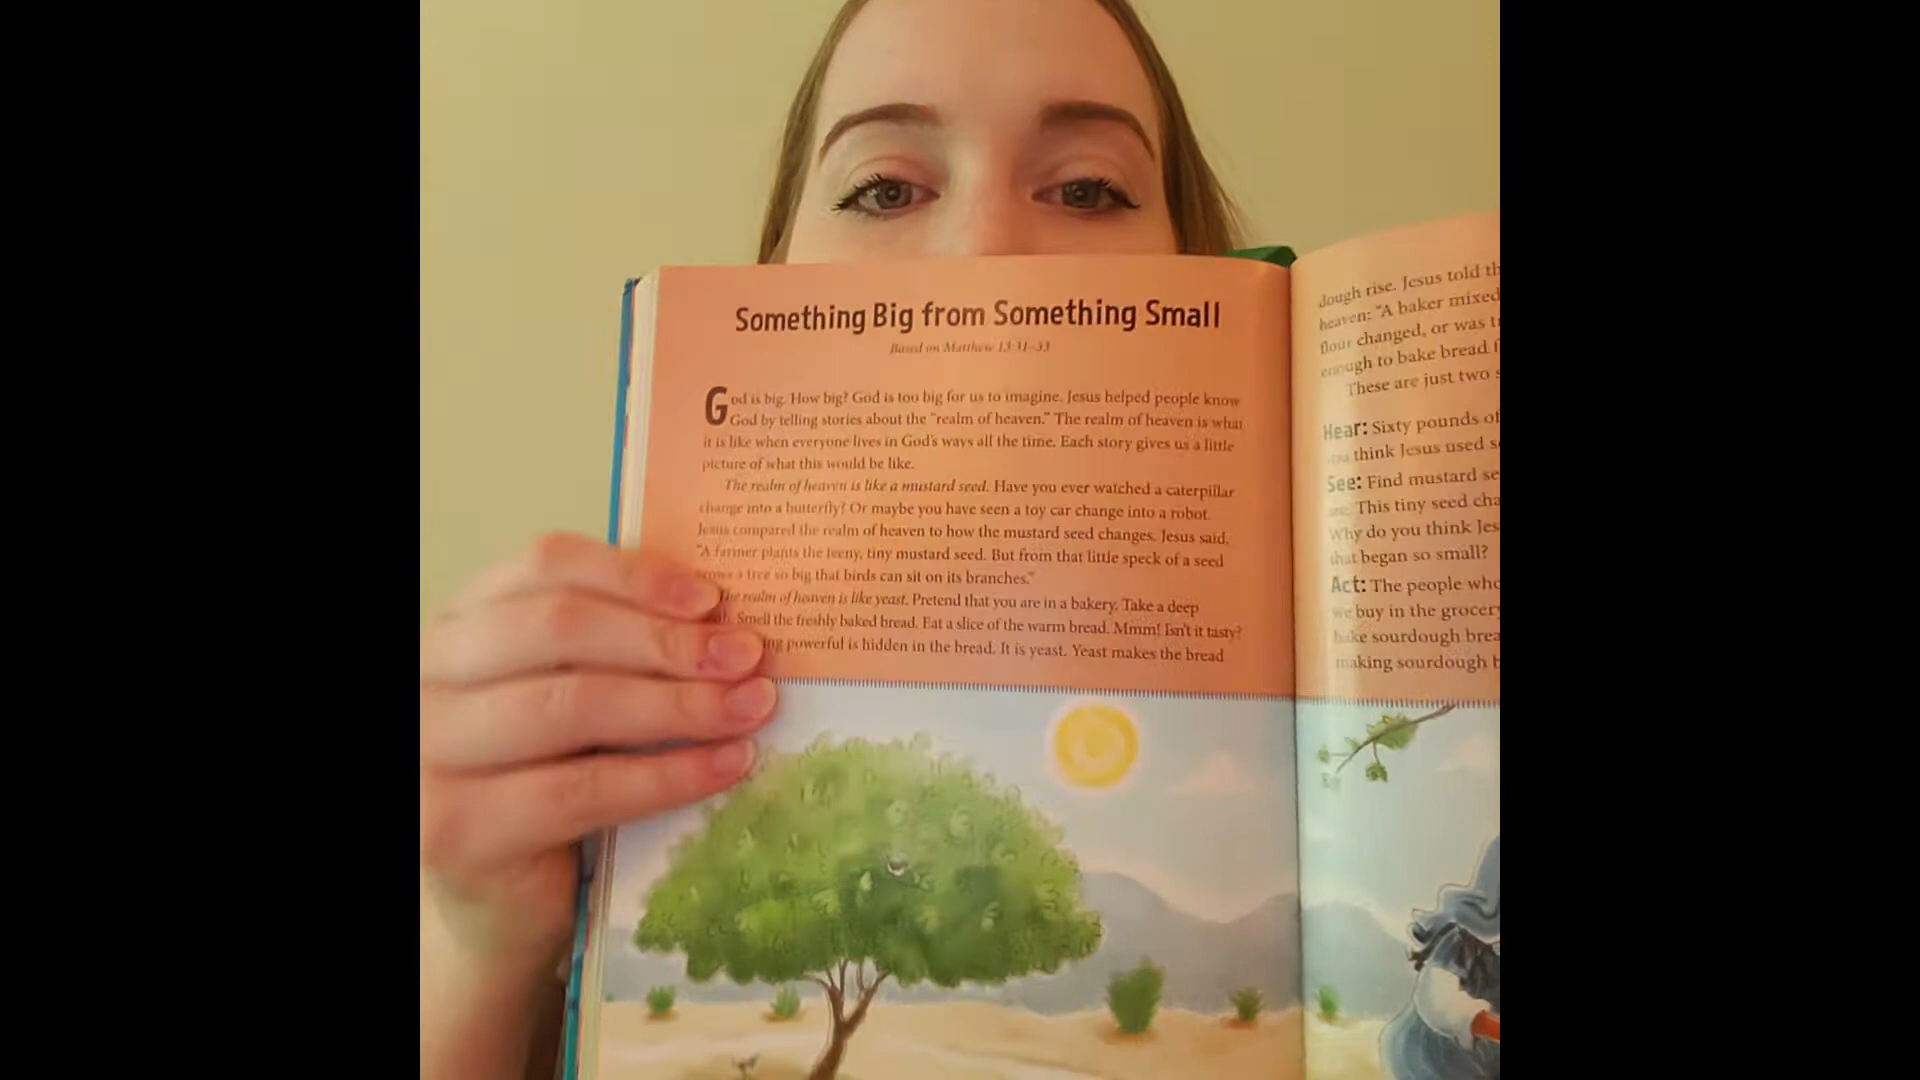 Something Big from Something Small
Based on Matthew 13:31–33
God is big. How big? God is too big for us to imagine. Jesus helped people know
God by telling stories about the "realm of heaven." The realm of heaven is what
it is like when everyone lives in God's ways all the time. Each story gives us a little
picture of what this would be like.
The realm of heaven is like a mustard seed. Have you ever watched a caterpillar
change into a butterfly? Or maybe you have seen a toy car change into a robot.
Jesus compared the realm of heaven to how the mustard seed changes. Jesus said,
"A farmer plants the teeny, tiny mustard seed. But from that little speck of a seed
grows a tree so big that birds can sit on its branches."
The realm of heaven is like yeast. Pretend that you are in a bakery. Take a deep
Smell the freshly baked bread. Eat a slice of the warm bread. Mmm! Isn't it tasty?
powerful is hidden in the bread. It is yeast. Yeast makes the bread
dough rise. Jesus told
heaven: "A baker mixed
flour changed, or was
enough to bake bread
These are just two
Hear: Sixty pounds of
think Jesus used
See: Find mustard
This tiny seed
Why do you think
that began so small?
Act: The people
we buy in the
bake sourdough
making sourdough